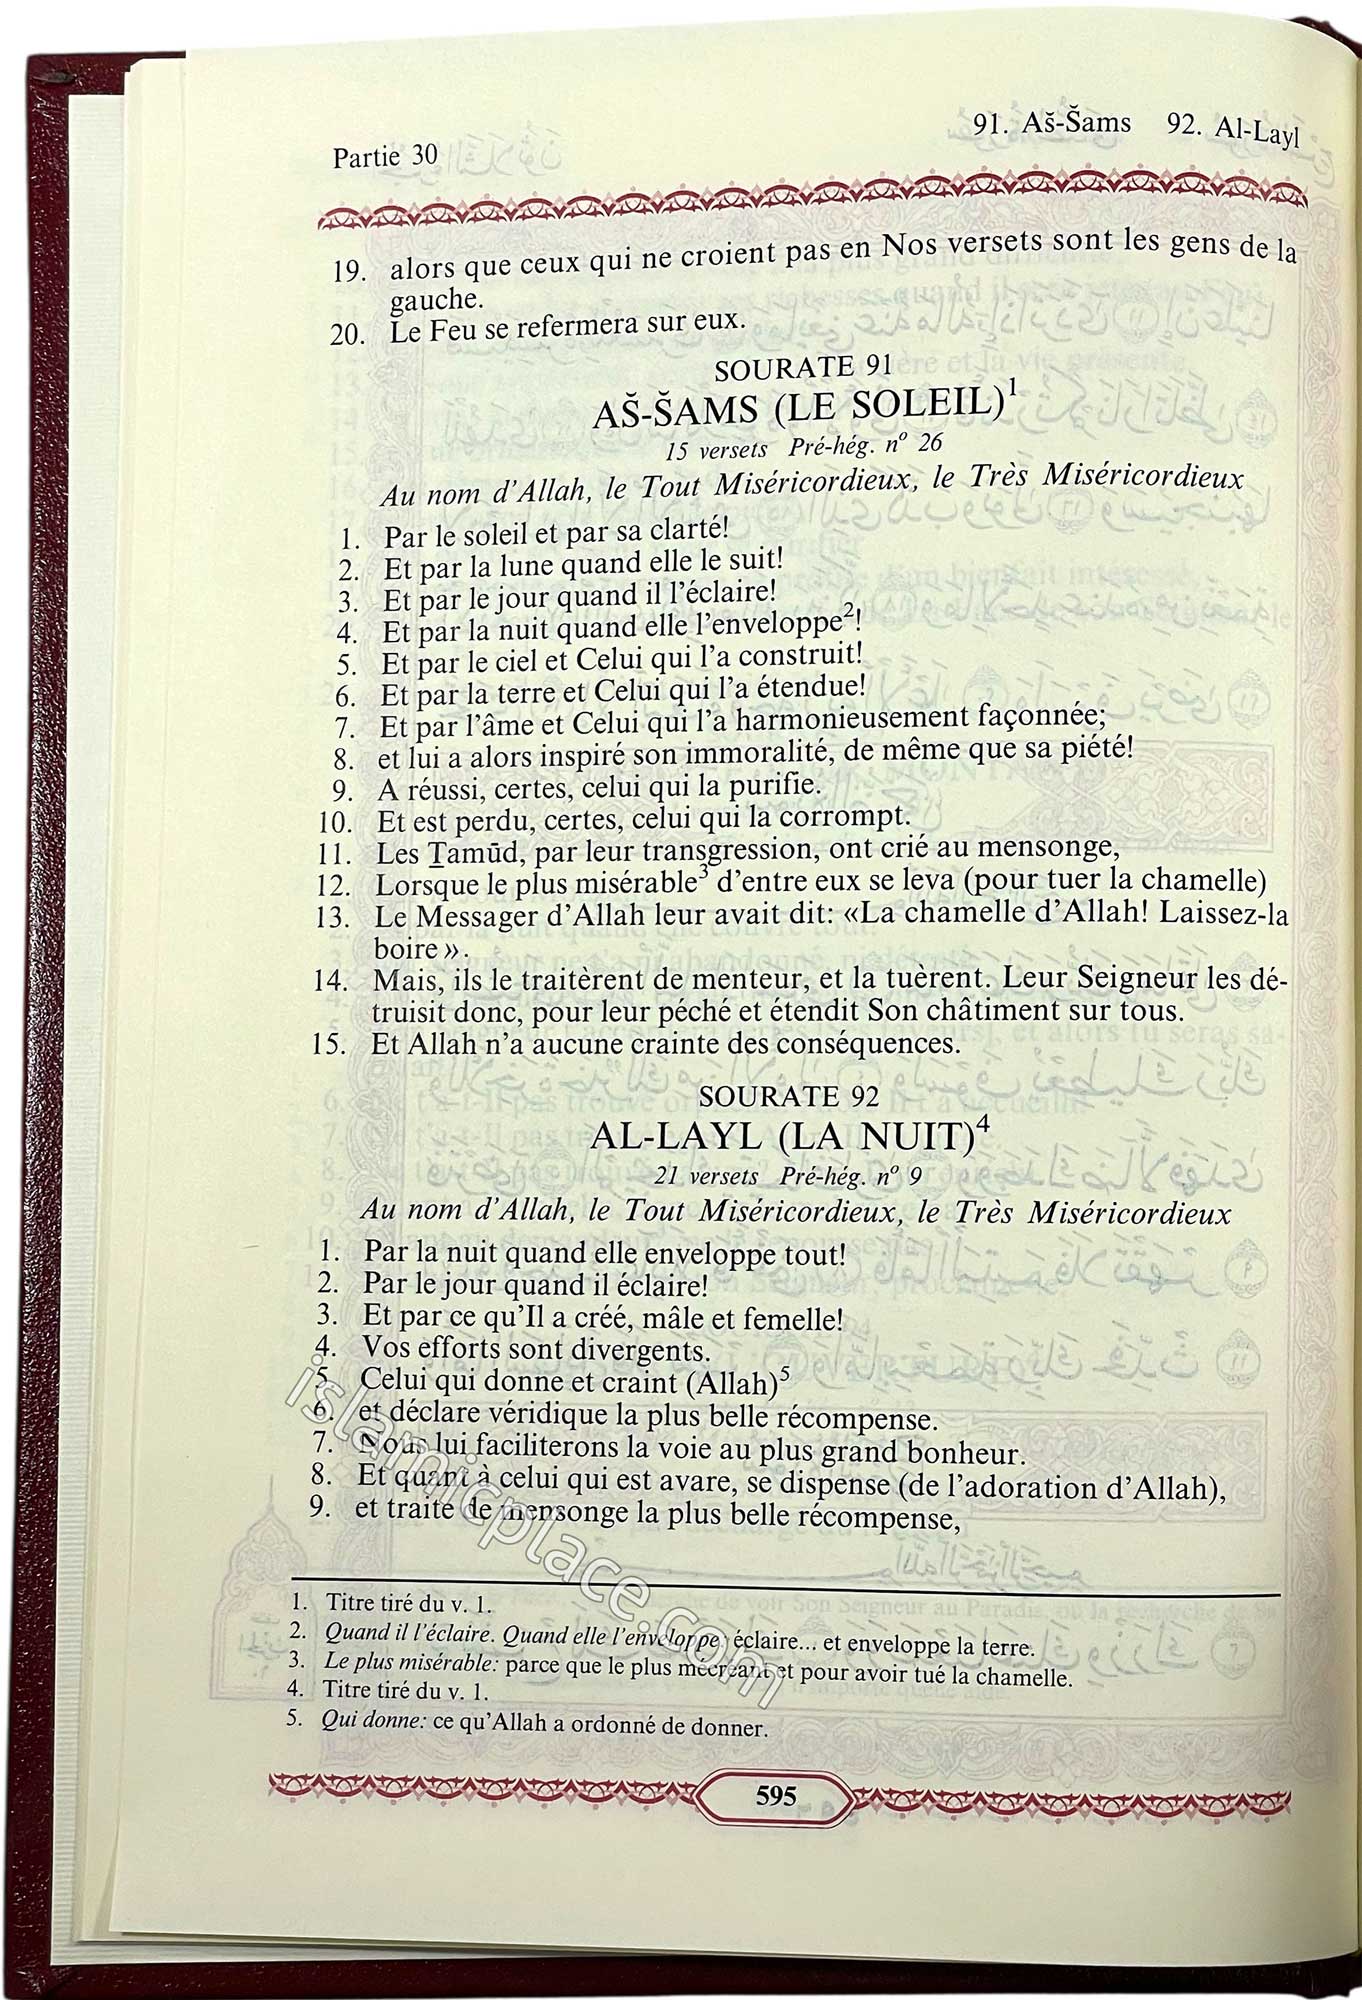 Partie 30
91. Aš-Šams 92. Al-Layl
19. alors que ceux qui ne croient pas en Nos versets sont les gens de la
gauche.
20. Le Feu se refermera sur eux.
SOURATE 91
AŠ-ŠAMS (LE SOLEIL)¹
15 versets Pré-hég. nº 26
Au nom d'Allah, le Tout Miséricordieux, le Très Miséricordieux
1. Par le soleil et par sa clarté!
2. Et par la lune quand elle le suit!
3. Et par le jour quand il l'éclaire!
4. Et par la nuit quand elle l'enveloppe²!
5. Et par le ciel et Celui qui l'a construit!
6. Et par la terre et Celui qui l'a étendue!
7. Et par l'âme et Celui qui l'a harmonieusement façonnée;
8. et lui a alors inspiré son immoralité, de même que sa piété!
9. A réussi, certes, celui qui la purifie.
10. Et est perdu, certes, celui qui la corrompt.
11. Les Ṯamūd, par leur transgression, ont crié au mensonge,
12. Lorsque le plus misérable³ d'entre eux se leva (pour tuer la chamelle)
13. Le Messager d'Allah leur avait dit: «La chamelle d'Allah! Laissez-la
boire».
14. Mais, ils le traitèrent de menteur, et la tuèrent. Leur Seigneur les dé-
truisit donc, pour leur péché et étendit Son châtiment sur tous.
15. Et Allah n'a aucune crainte des conséquences.
SOURATE 92
AL-LAYL (LA NUIT)⁴
21 versets Pré-hég. nº 9
Au nom d'Allah, le Tout Miséricordieux, le Très Miséricordieux
1. Par la nuit quand elle enveloppe tout!
2. Par le jour quand il éclaire!
3. Et par ce qu'Il a créé, mâle et femelle!
4. Vos efforts sont divergents.
5. Celui qui donne et craint (Allah)⁵
6. et déclare véridique la plus belle récompense.
7. Nous lui faciliterons la voie au plus grand bonheur.
8. Et quant à celui qui est avare, se dispense (de l'adoration d'Allah),
9. et traite de mensonge la plus belle récompense,
islamicplace.com
1. Titre tiré du v. 1.
2. Quand il l'éclaire. Quand elle l'enveloppe: éclaire... et enveloppe la terre.
3. Le plus misérable: parce que le plus mécréant et pour avoir tué la chamelle.
4. Titre tiré du v. 1.
5. Qui donne: ce qu'Allah a ordonné de donner.
595